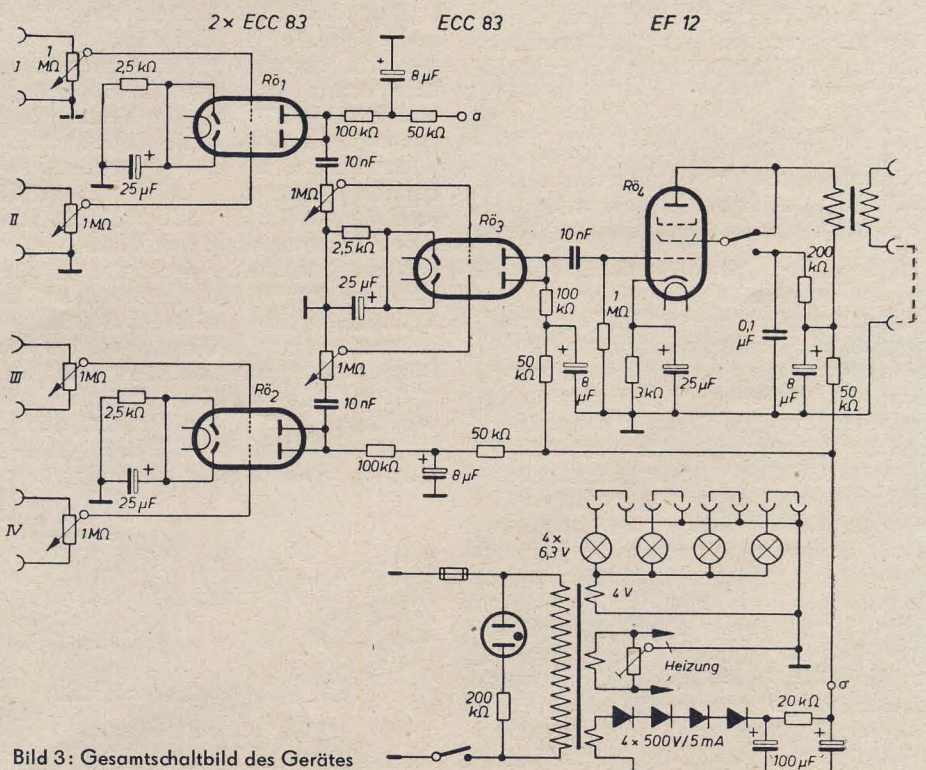 2 x ECC 83
ECC 83
EF 12
I
1
MΩ
2,5 kΩ
25 µF
+
Rö1
8 µF
+
100 kΩ
50 kΩ
a
10 nF
II
1MΩ
1MΩ
2,5 kΩ
25 µF
+
Rö3
10 nF
Rö4
100
kΩ
50
kΩ
+
8
µF
1
MΩ
3kΩ
+
25 µF
0,1
µF
200
kΩ
+
8
µF
50
kΩ
III
1MΩ
2,5 kΩ
25 µF
+
Rö2
1MΩ
10 nF
100kΩ
50 kΩ
+
8 µF
IV
1MΩ
4 x
6,3 V
4 V
Heizung
200
kΩ
4 x 500 V/5 mA
a
20 kΩ
+
100 µF
+
Bild 3: Gesamtschaltbild des Gerätes